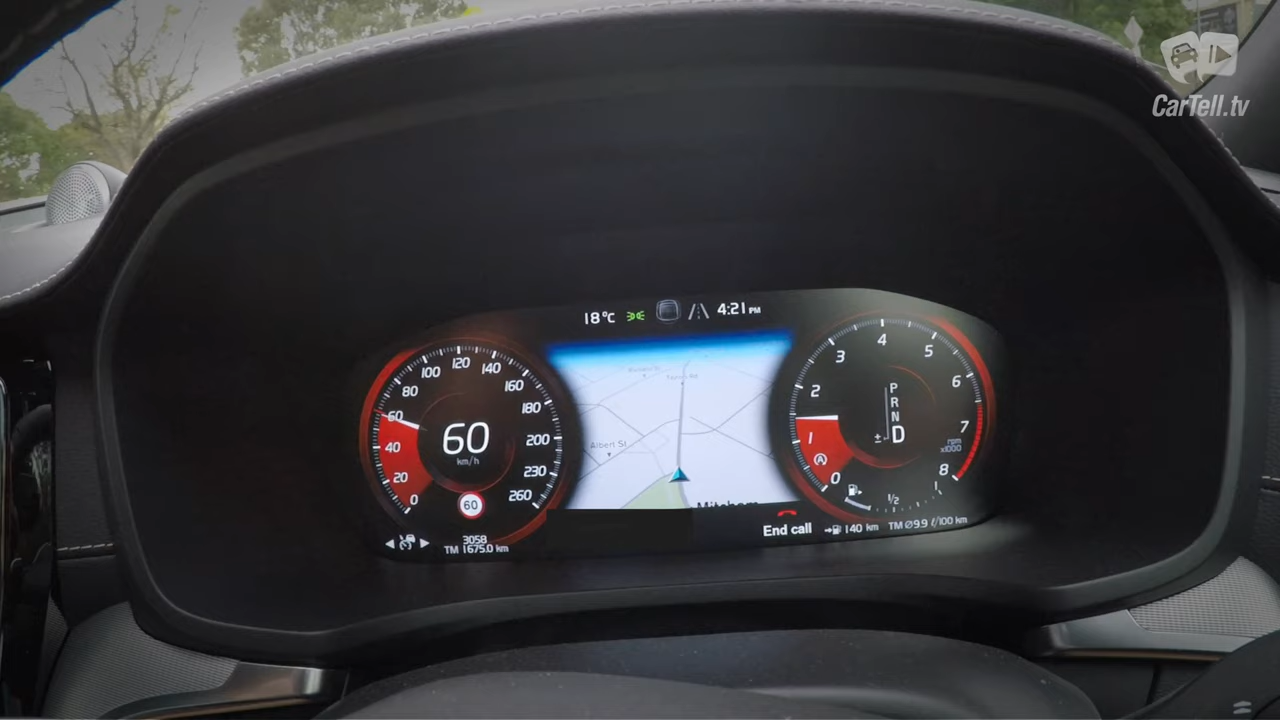 CarTell.tv
18°C
4:21 PM
0
20
40
60
80
100
120
140
160
180
200
230
260
60
km/h
60
3058
TM 1675.0 km
Albert St
Mitcham
End call
0
1
2
3
4
5
6
7
8
rpm
x1000
P
R
N
D
±
1/2
1
140 km
TM Ø9.9 ℓ/100 km